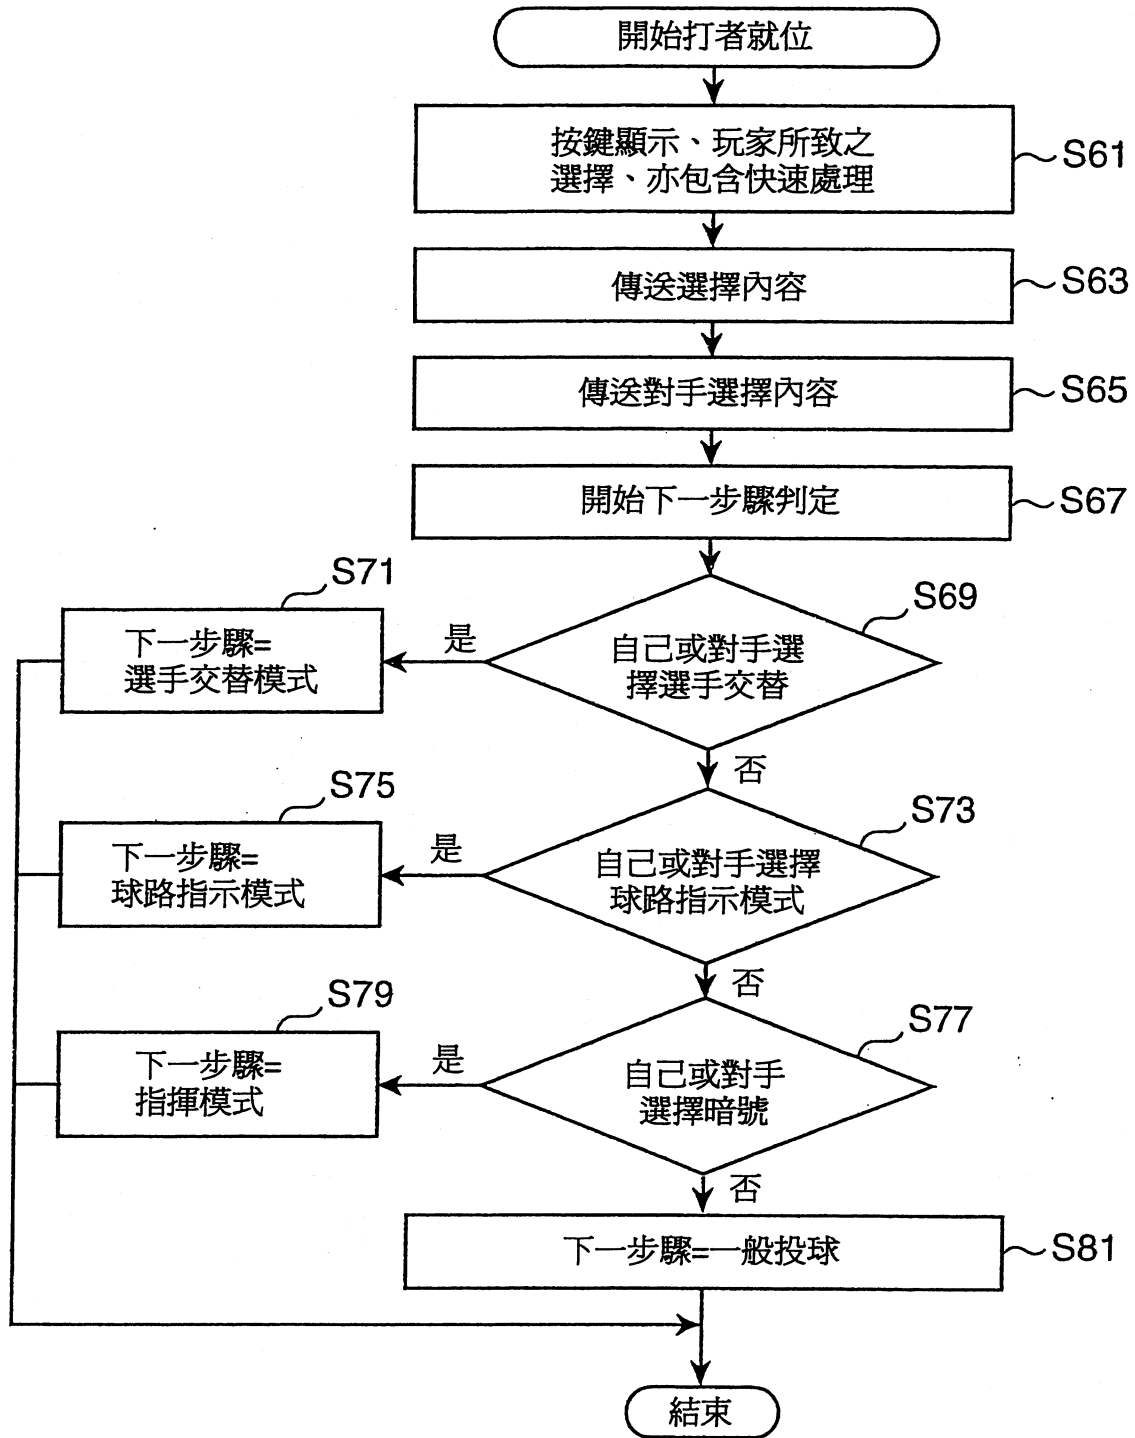 開始打者就位
按鍵顯示、玩家所致之
選擇、亦包含快速處理
S61
傳送選擇內容
S63
傳送對手選擇內容
S65
開始下一步驟判定
S67
S71
下一步驟=
選手交替模式
是
S69
自己或對手選
擇選手交替
否
S75
下一步驟=
球路指示模式
是
S73
自己或對手選擇
球路指示模式
否
S79
下一步驟=
指揮模式
是
S77
自己或對手
選擇暗號
否
下一步驟=一般投球
S81
結束